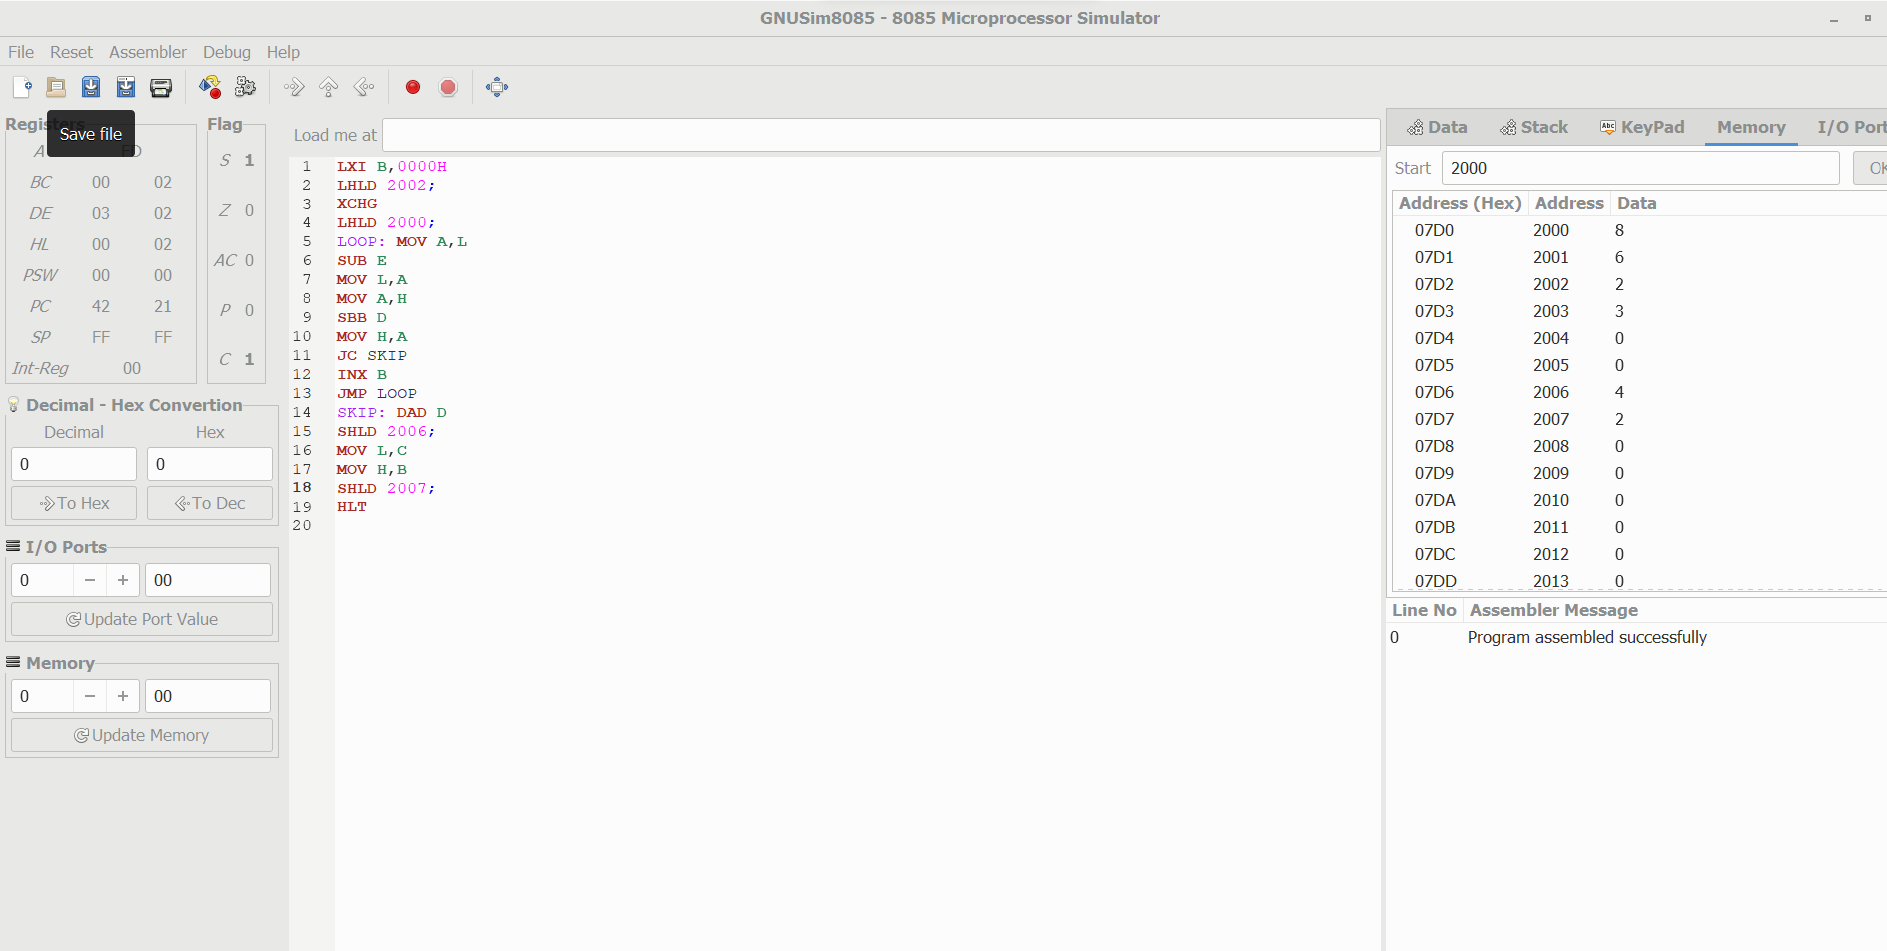 GNUSim8085 - 8085 Microprocessor Simulator
File Reset Assembler Debug Help
Save file
Registers
A
BC 00 02
DE 03 02
HL 00 02
PSW 00 00
PC 42 21
SP FF FF
Int-Reg 00
Flag
S 1
Z 0
AC 0
P 0
C 1
Decimal - Hex Convertion
Decimal Hex
0 0
To Hex To Dec
I/O Ports
0 − + 00
Update Port Value
Memory
0 − + 00
Update Memory
Load me at
1 LXI B,0000H
2 LHLD 2002;
3 XCHG
4 LHLD 2000;
5 LOOP: MOV A,L
6 SUB E
7 MOV L,A
8 MOV A,H
9 SBB D
10 MOV H,A
11 JC SKIP
12 INX B
13 JMP LOOP
14 SKIP: DAD D
15 SHLD 2006;
16 MOV L,C
17 MOV H,B
18 SHLD 2007;
19 HLT
20
Data Stack Abc KeyPad Memory I/O Port
Start 2000 OK
Address (Hex) Address Data
07D0 2000 8
07D1 2001 6
07D2 2002 2
07D3 2003 3
07D4 2004 0
07D5 2005 0
07D6 2006 4
07D7 2007 2
07D8 2008 0
07D9 2009 0
07DA 2010 0
07DB 2011 0
07DC 2012 0
07DD 2013 0
Line No Assembler Message
0 Program assembled successfully